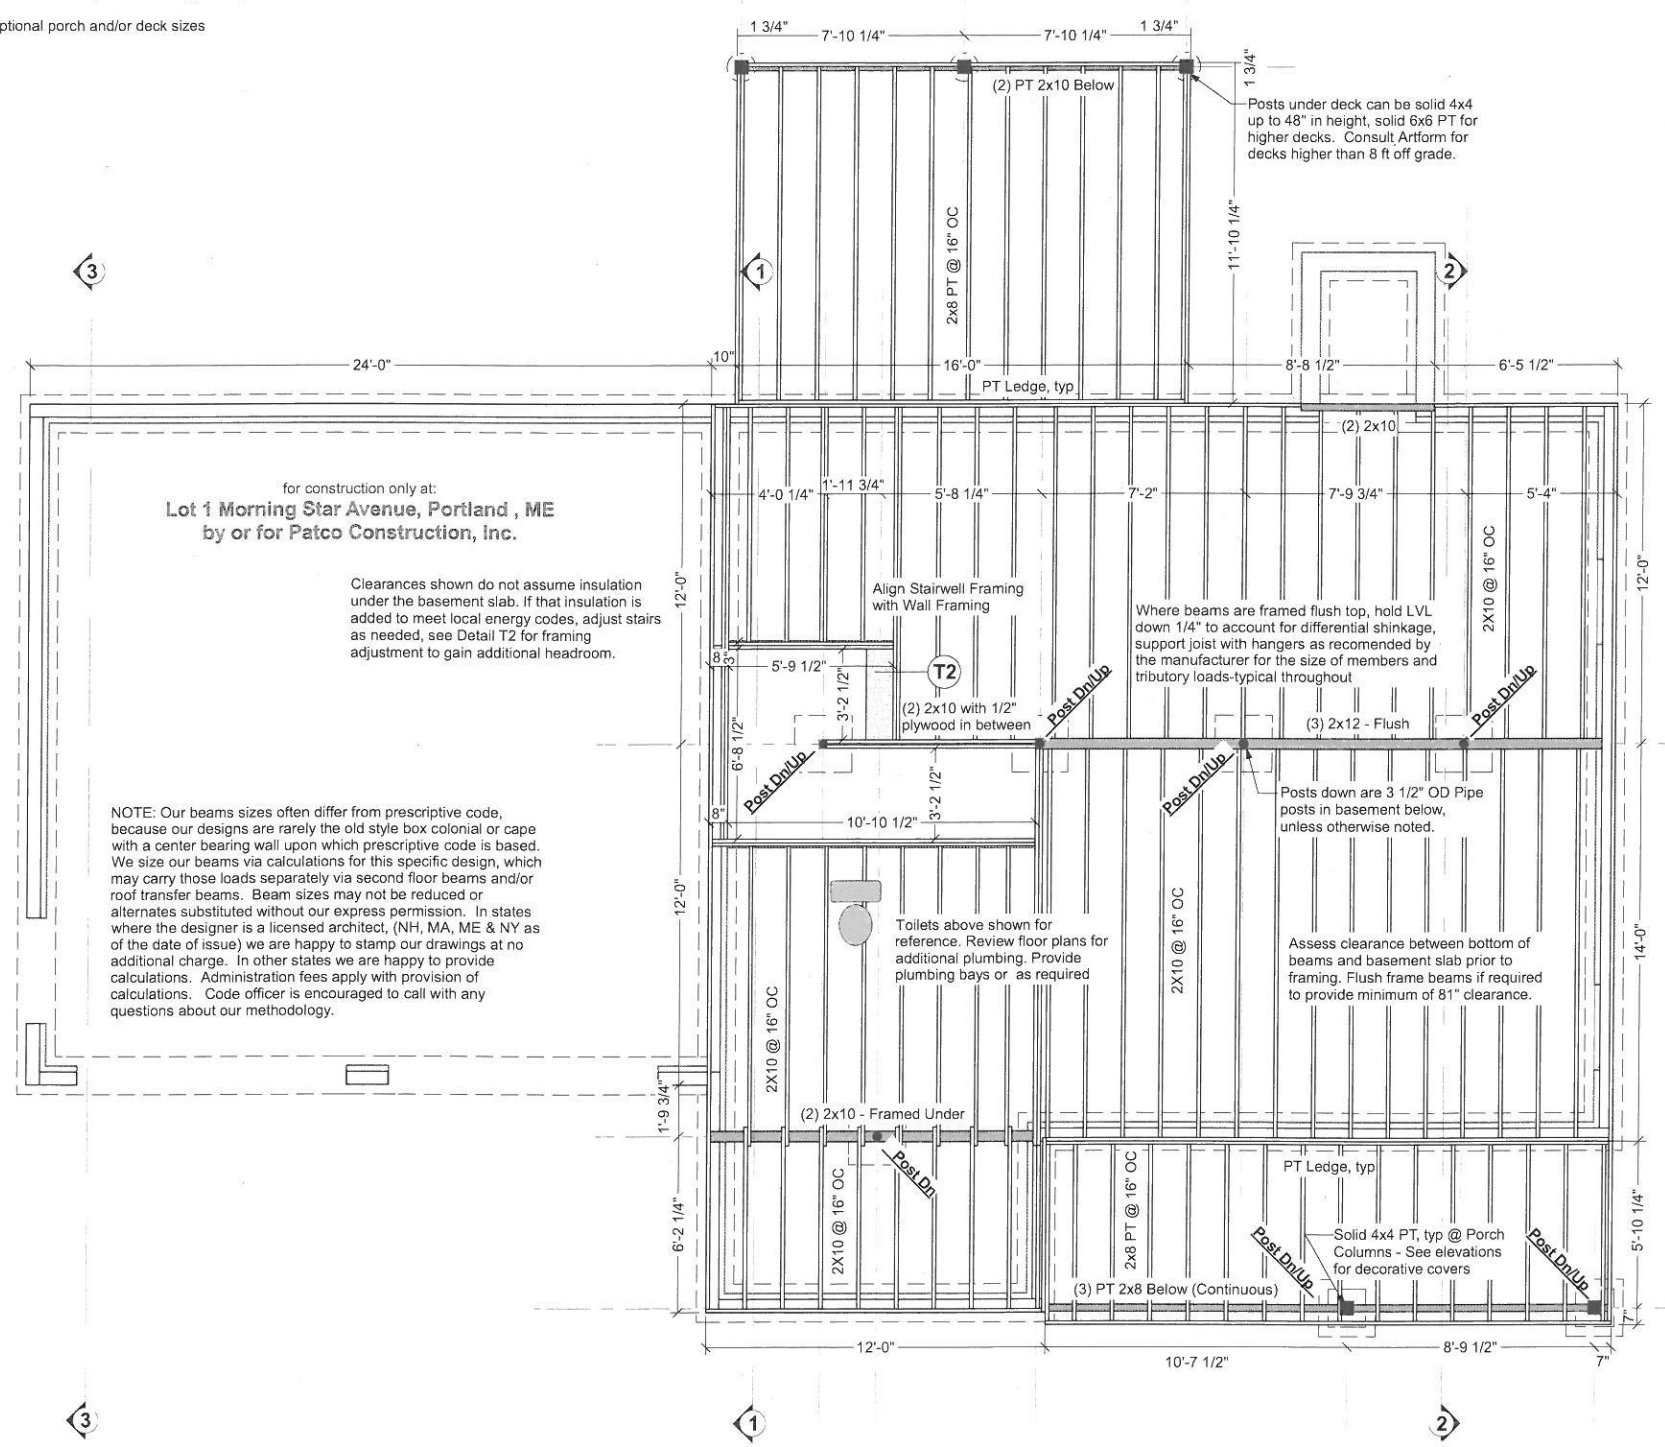 ptional porch and/or deck sizes
1 3/4"
7'-10 1/4"
7'-10 1/4"
1 3/4"
1 3/4"
(2) PT 2x10 Below
Posts under deck can be solid 4x4
up to 48" in height, solid 6x6 PT for
higher decks. Consult Artform for
decks higher than 8 ft off grade.
2x8 PT @ 16" OC
11'-10 1/4"
3
1
2
24'-0"
10"
16'-0"
8'-8 1/2"
6'-5 1/2"
PT Ledge, typ
(2) 2x10
for construction only at:
Lot 1 Morning Star Avenue, Portland , ME
by or for Patco Construction, Inc.
4'-0 1/4"
1'-11 3/4"
5'-8 1/4"
7'-2"
7'-9 3/4"
5'-4"
2X10 @ 16" OC
12'-0"
12'-0"
Clearances shown do not assume insulation
under the basement slab. If that insulation is
added to meet local energy codes, adjust stairs
as needed, see Detail T2 for framing
adjustment to gain additional headroom.
Align Stairwell Framing
with Wall Framing
Where beams are framed flush top, hold LVL
down 1/4" to account for differential shinkage,
support joist with hangers as recomended by
the manufacturer for the size of members and
tributory loads-typical throughout
8"
3"
5'-9 1/2"
3'-2 1/2"
T2
(2) 2x10 with 1/2"
plywood in between
Post Dn/Up
(3) 2x12 - Flush
Post Dn/Up
6'-8 1/2"
Post Dn/Up
3'-2 1/2"
Post Dn/Up
Posts down are 3 1/2" OD Pipe
posts in basement below,
unless otherwise noted.
8"
10'-10 1/2"
NOTE: Our beams sizes often differ from prescriptive code,
because our designs are rarely the old style box colonial or cape
with a center bearing wall upon which prescriptive code is based.
We size our beams via calculations for this specific design, which
may carry those loads separately via second floor beams and/or
roof transfer beams. Beam sizes may not be reduced or
alternates substituted without our express permission. In states
where the designer is a licensed architect, (NH, MA, ME & NY as
of the date of issue) we are happy to stamp our drawings at no
additional charge. In other states we are happy to provide
calculations. Administration fees apply with provision of
calculations. Code officer is encouraged to call with any
questions about our methodology.
12'-0"
Toilets above shown for
reference. Review floor plans for
additional plumbing. Provide
plumbing bays or as required
2X10 @ 16" OC
2X10 @ 16" OC
Assess clearance between bottom of
beams and basement slab prior to
framing. Flush frame beams if required
to provide minimum of 81" clearance.
14'-0"
1'-9 3/4"
(2) 2x10 - Framed Under
Post Dn
6'-2 1/4"
2X10 @ 16" OC
2x8 PT @ 16" OC
PT Ledge, typ
Post Dn/Up
Solid 4x4 PT, typ @ Porch
Columns - See elevations
for decorative covers
Post Dn/Up
5'-10 1/4"
(3) PT 2x8 Below (Continuous)
7"
12'-0"
10'-7 1/2"
8'-9 1/2"
7"
3
1
2